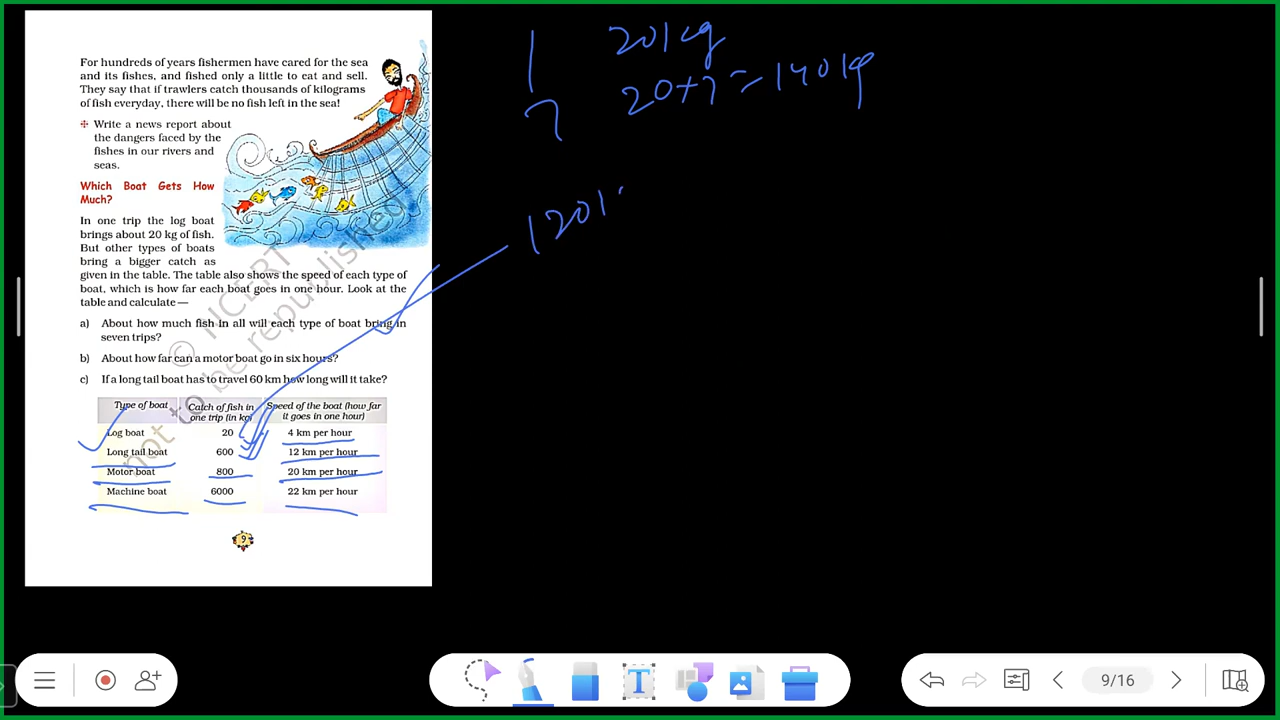 For hundreds of years fishermen have cared for the sea
and its fishes, and fished only a little to eat and sell.
They say that if trawlers catch thousands of kilograms
of fish everyday, there will be no fish left in the sea!
Write a news report about
the dangers faced by the
fishes in our rivers and
seas.
Which Boat Gets How
Much?
In one trip the log boat
brings about 20 kg of fish.
But other types of boats
bring a bigger catch as
given in the table. The table also shows the speed of each type of
boat, which is how far each boat goes in one hour. Look at the
table and calculate—
a) About how much fish in all will each type of boat bring in
seven trips?
b) About how far can a motor boat go in six hours?
c) If a long tail boat has to travel 60 km how long will it take?
Type of boat Catch of fish in Speed of the boat (how far
one trip (in kg) it goes in one hour)
Log boat 20 4 km per hour
Long tail boat 600 12 km per hour
Motor boat 800 20 km per hour
Machine boat 6000 22 km per hour
9
© NCERT
not to be republished
1 20kg
7 20+7=140kg
120
T
9/16